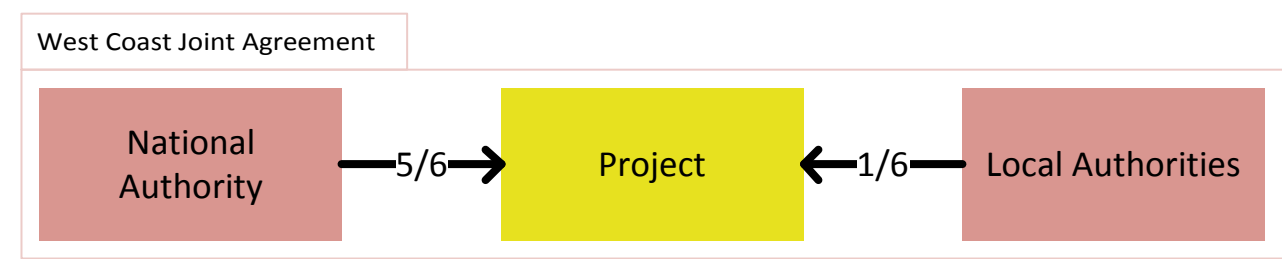 West Coast Joint Agreement
National
Authority
5/6
Project
1/6
Local Authorities